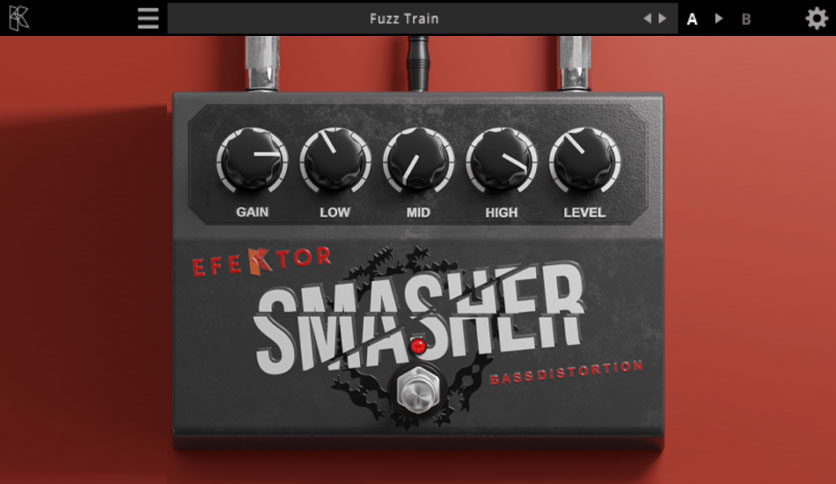 Fuzz Train
A
B
GAIN LOW MID HIGH LEVEL
EFEKTOR
SMASHER
BASS DISTORTION